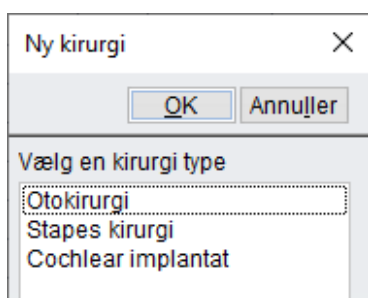 Ny kirurgi
OK Annuller
Vælg en kirurgi type
Otokirurgi
Stapes kirurgi
Cochlear implantat